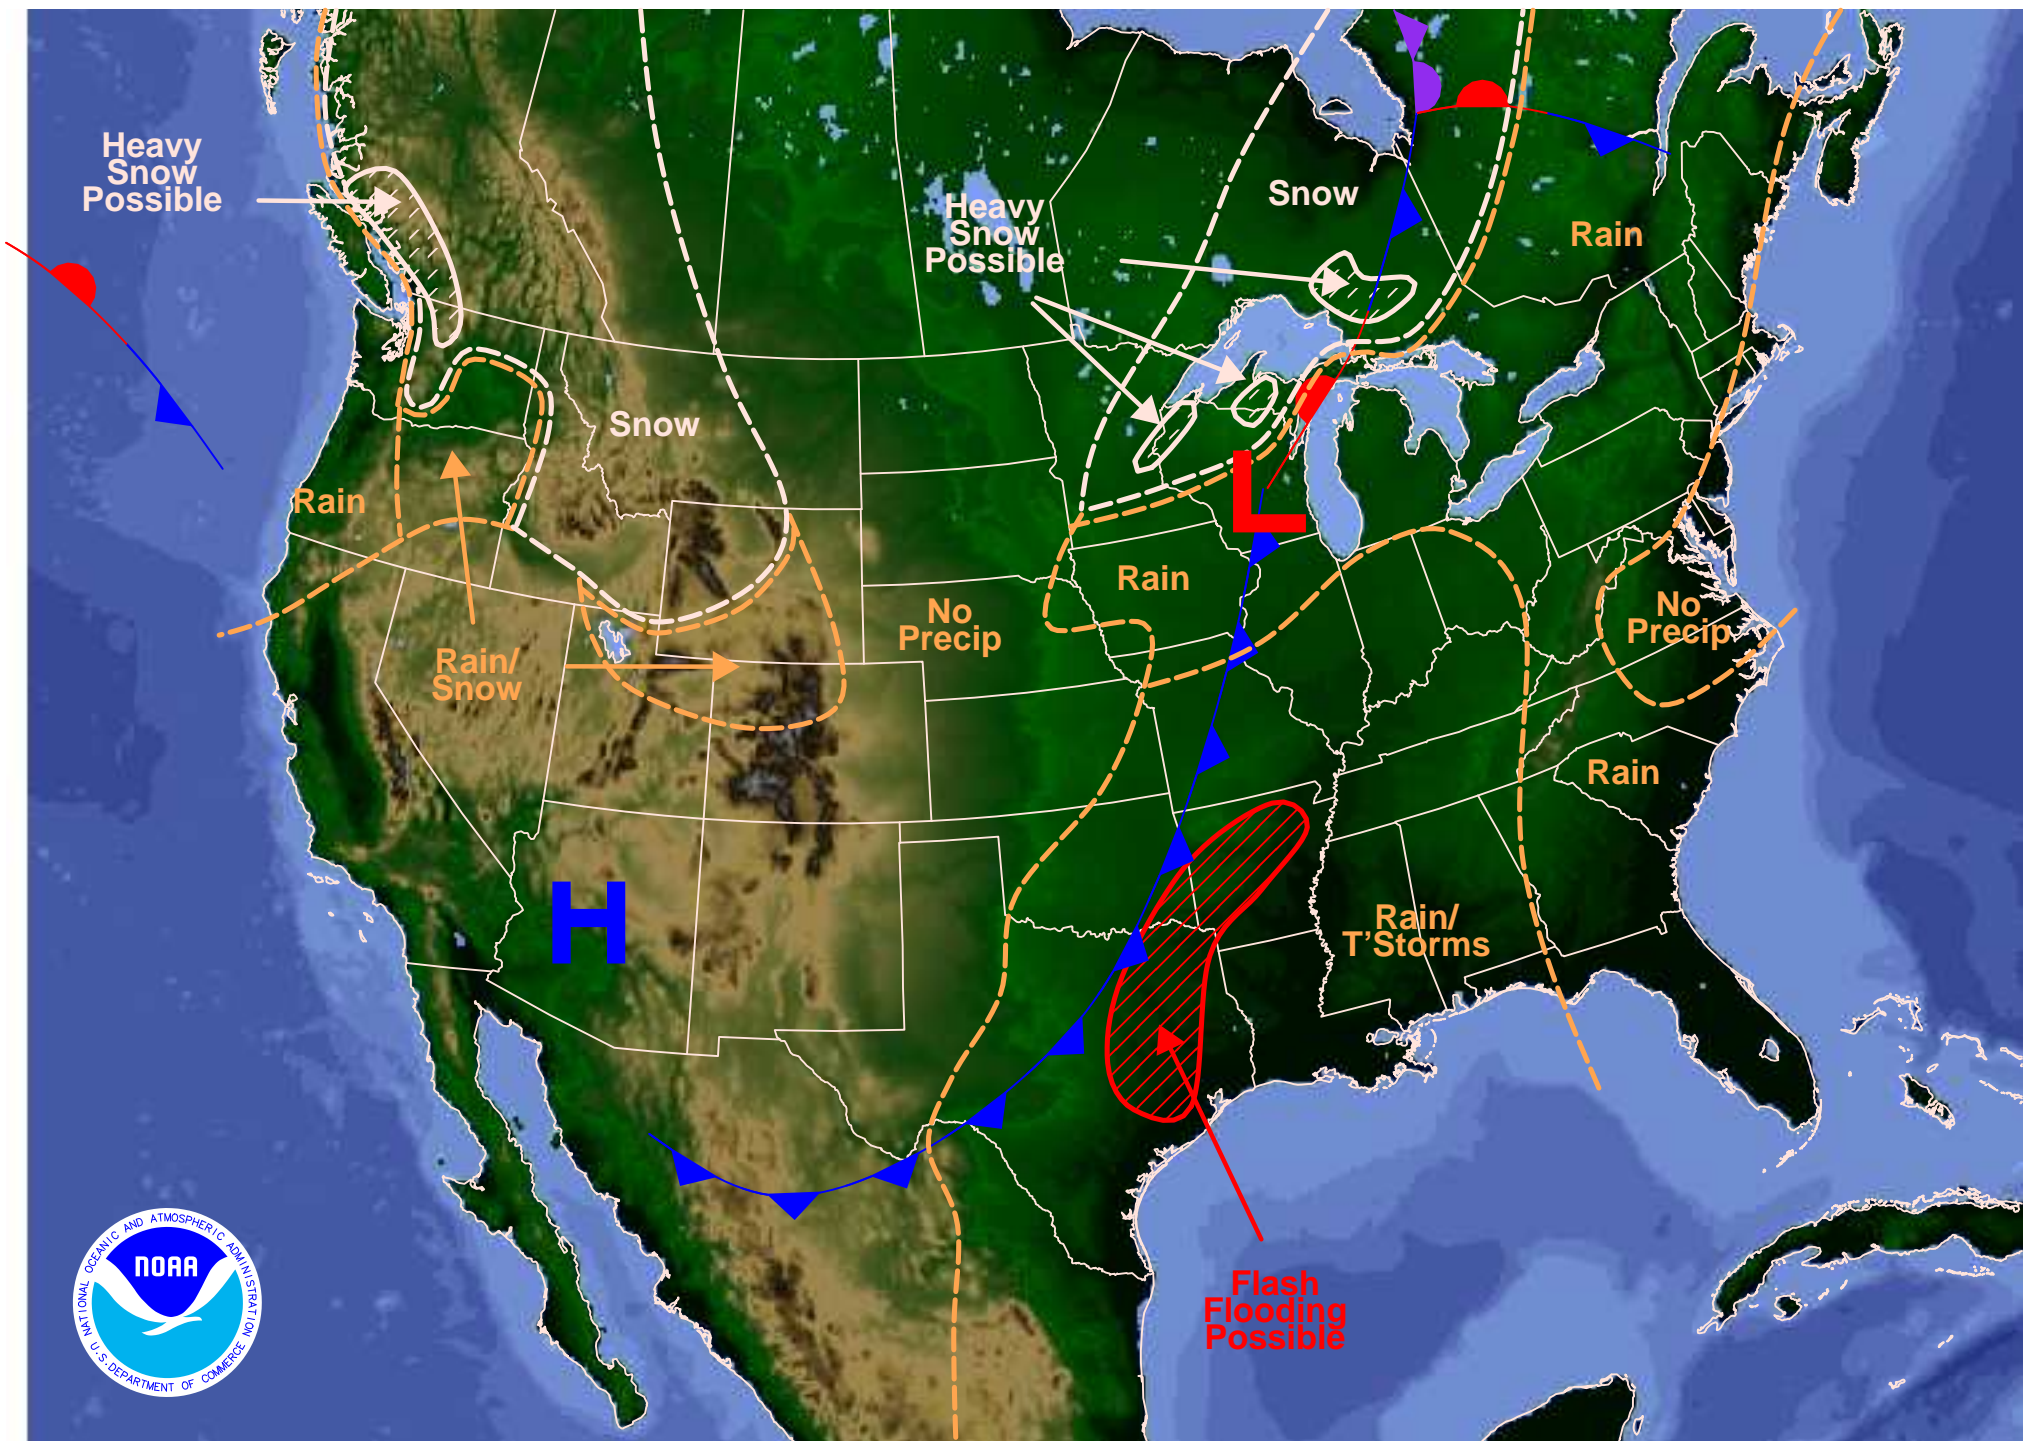 Heavy
Snow
Possible
Heavy
Snow
Possible
Snow
Rain
Snow
Rain
Rain
No
Precip
No
Precip
Rain/
Snow
Rain
H
L
Rain/
T'Storms
Flash
Flooding
Possible
NATIONAL OCEANIC AND ATMOSPHERIC ADMINISTRATION
NOAA
U.S. DEPARTMENT OF COMMERCE